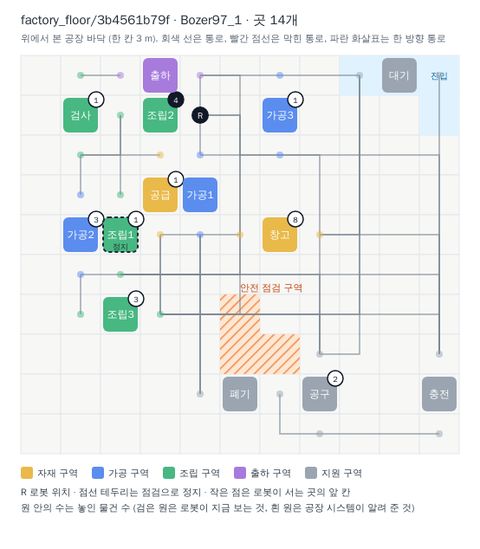 factory_floor/3b4561b79f · Bozer97_1 · 곳 14개
위에서 본 공장 바닥 (한 칸 3 m). 회색 선은 통로, 빨간 점선은 막힌 통로, 파란 화살표는 한 방향 통로
출하
대기
진입
검사
1
조립2
4
R
가공3
1
공급
1
가공1
가공2
3
조립1
1
정지
창고
8
안전 점검 구역
조립3
3
폐기
공구
2
충전
자재 구역
가공 구역
조립 구역
출하 구역
지원 구역
R 로봇 위치 · 점선 테두리는 점검으로 정지 · 작은 점은 로봇이 서는 곳의 앞 칸
원 안의 수는 놓인 물건 수 (검은 원은 로봇이 지금 보는 것, 흰 원은 공장 시스템이 알려 준 것)